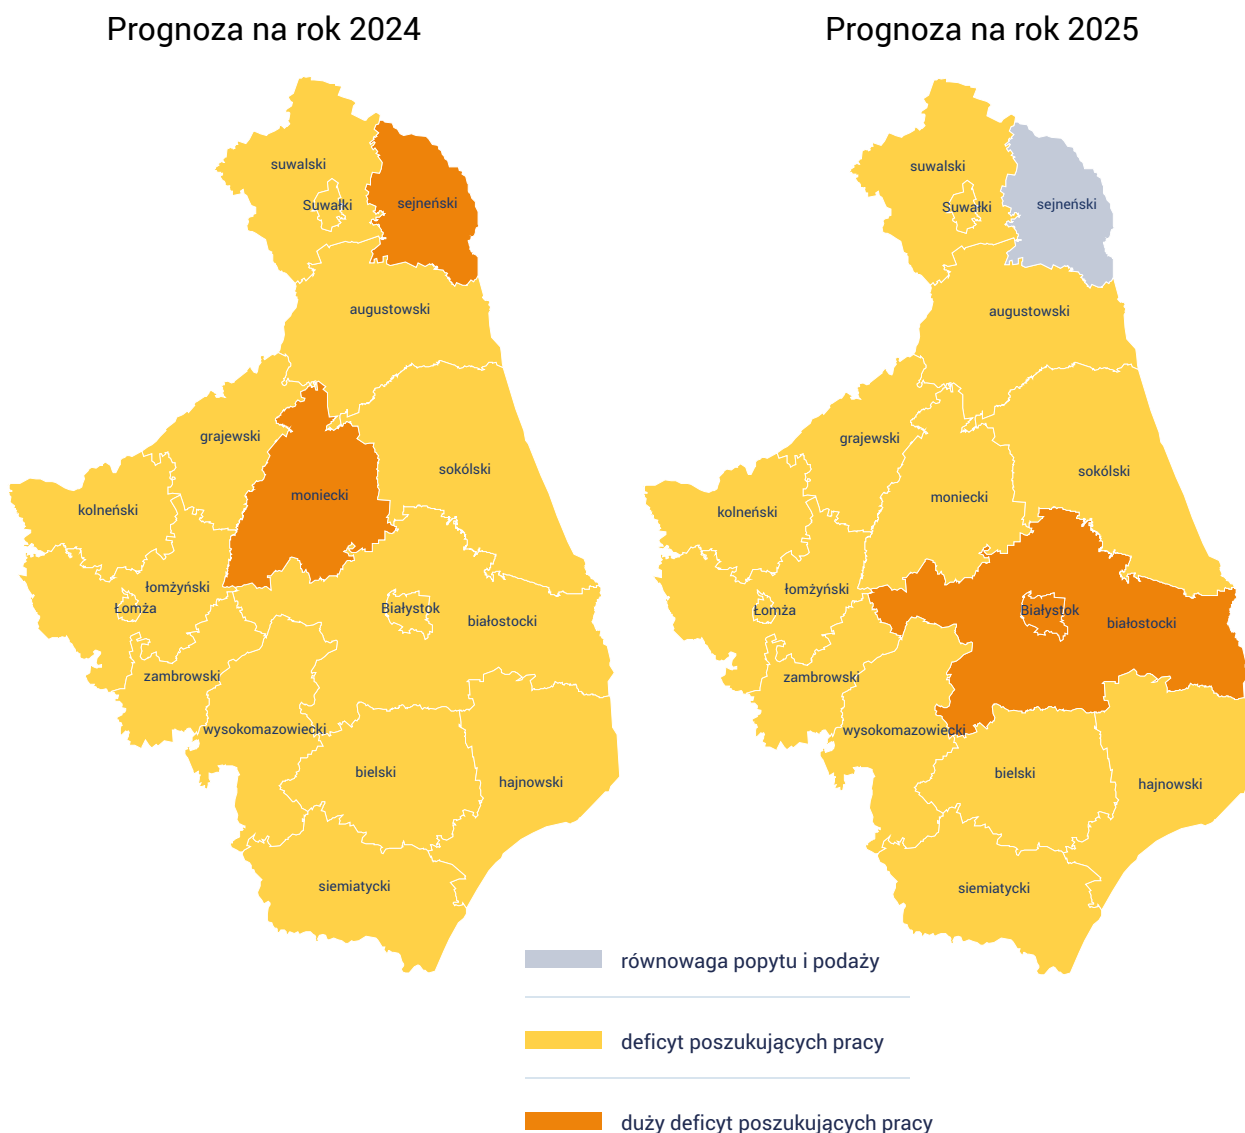 Prognoza na rok 2024
suwalski
Suwałki
sejneński
augustowski
grajewski
sokólski
moniecki
kolneński
łomżyński
Łomża
Białystok
białostocki
zambrowski
wysokomazowiecki
bielski
hajnowski
siemiatycki
Prognoza na rok 2025
suwalski
Suwałki
sejneński
augustowski
grajewski
sokólski
moniecki
kolneński
łomżyński
Łomża
Białystok
białostocki
zambrowski
wysokomazowiecki
bielski
hajnowski
siemiatycki
równowaga popytu i podaży
deficyt poszukujących pracy
duży deficyt poszukujących pracy